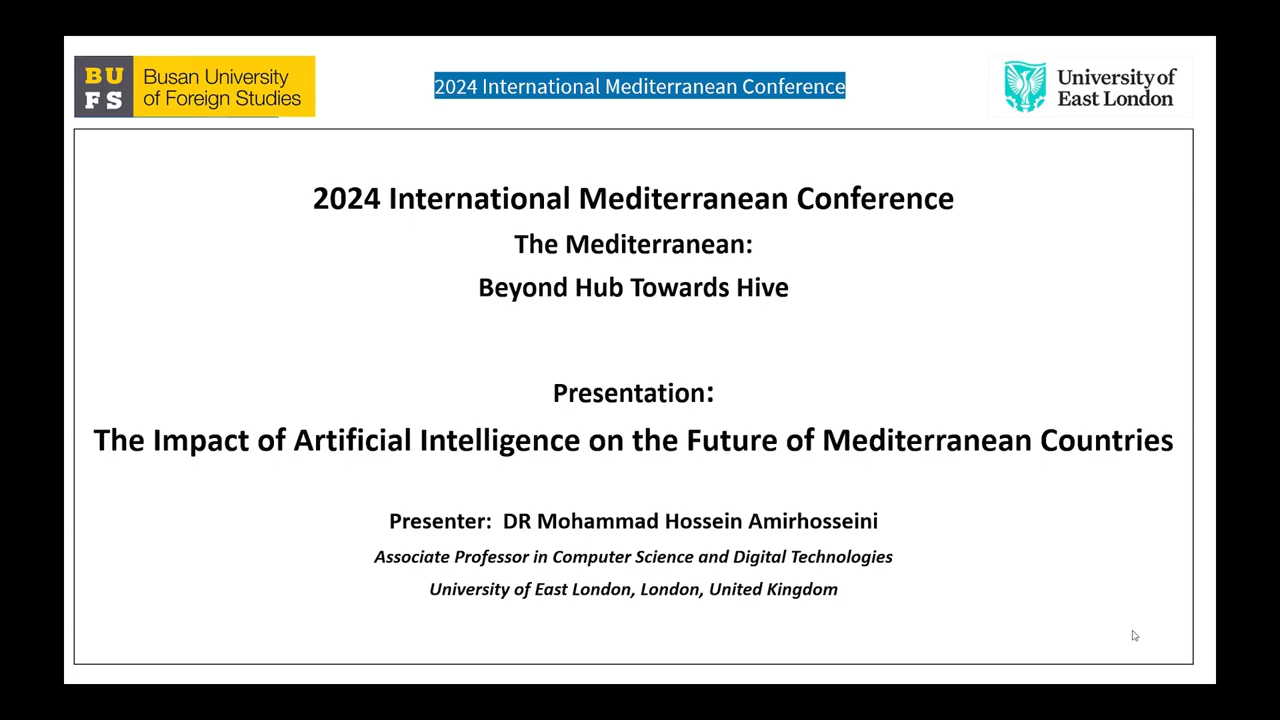 BU
FS
Busan University
of Foreign Studies
2024 International Mediterranean Conference
University of
East London
2024 International Mediterranean Conference
The Mediterranean:
Beyond Hub Towards Hive
Presentation:
The Impact of Artificial Intelligence on the Future of Mediterranean Countries
Presenter:  DR Mohammad Hossein Amirhosseini
Associate Professor in Computer Science and Digital Technologies
University of East London, London, United Kingdom